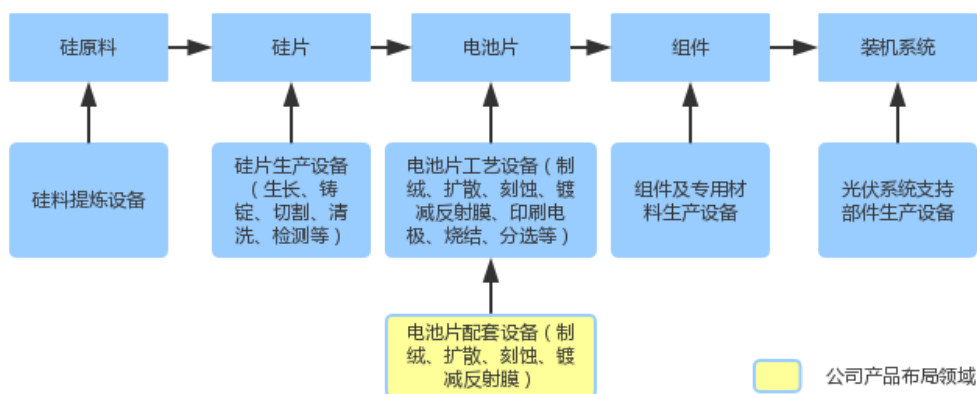 硅原料
硅片
电池片
组件
装机系统
硅料提炼设备
硅片生产设备
（生长、铸
锭、切割、清
洗、检测等）
电池片工艺设备（制
绒、扩散、刻蚀、镀
减反射膜、印刷电
极、烧结、分选等）
组件及专用材
料生产设备
光伏系统支持
部件生产设备
电池片配套设备（制
绒、扩散、刻蚀、镀
减反射膜）
公司产品布局领域